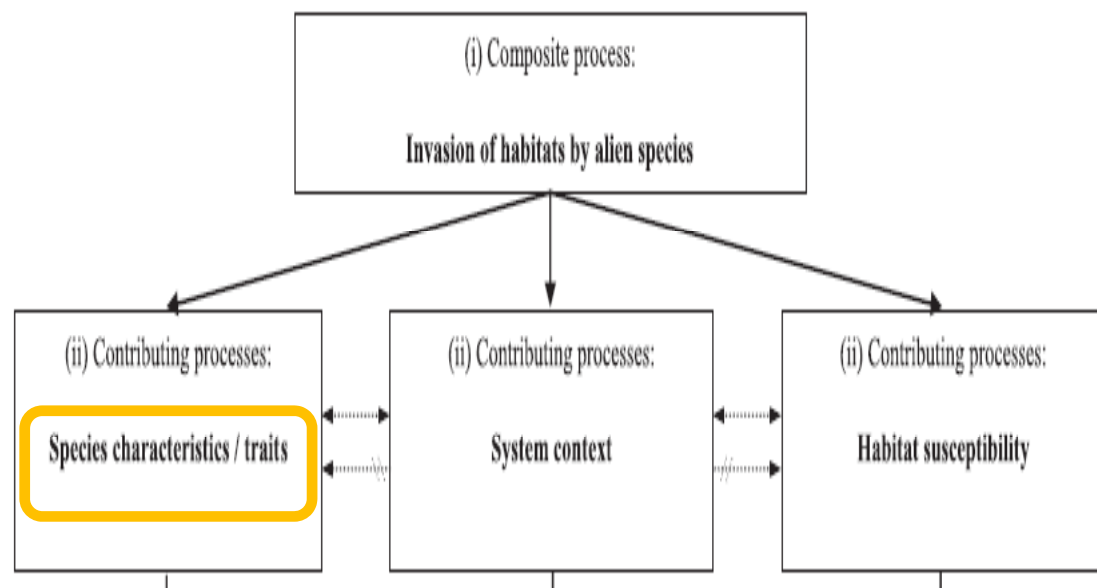 (i) Composite process:
Invasion of habitats by alien species
(ii) Contributing processes:
Species characteristics / traits
(ii) Contributing processes:
System context
(ii) Contributing processes:
Habitat susceptibility